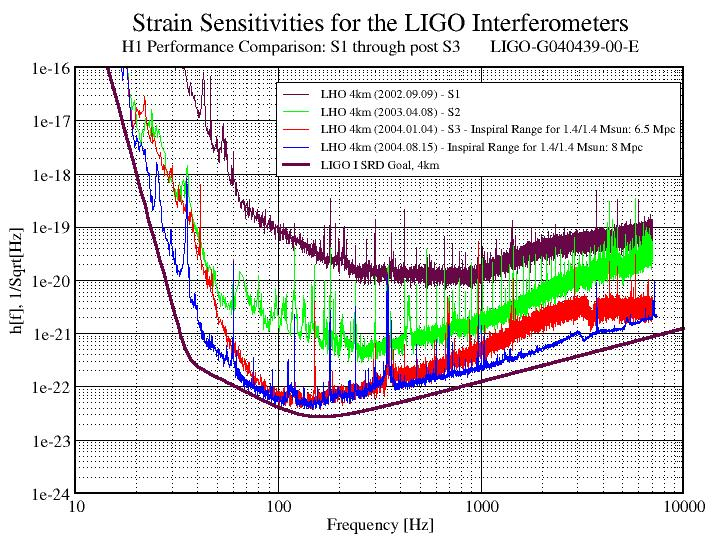 Strain Sensitivities for the LIGO Interferometers
H1 Performance Comparison: S1 through post S3 LIGO-G040439-00-E
1e-16
LHO 4km (2002.09.09) - S1
LHO 4km (2003.04.08) - S2
LHO 4km (2004.01.04) - S3 - Inspiral Range for 1.4/1.4 Msun: 6.5 Mpc
LHO 4km (2004.08.15) - Inspiral Range for 1.4/1.4 Msun: 8 Mpc
LIGO I SRD Goal, 4km
1e-17
1e-18
1e-19
1e-20
1e-21
1e-22
1e-23
1e-24
h[f], 1/Sqrt[Hz]
10 100 1000 10000
Frequency [Hz]